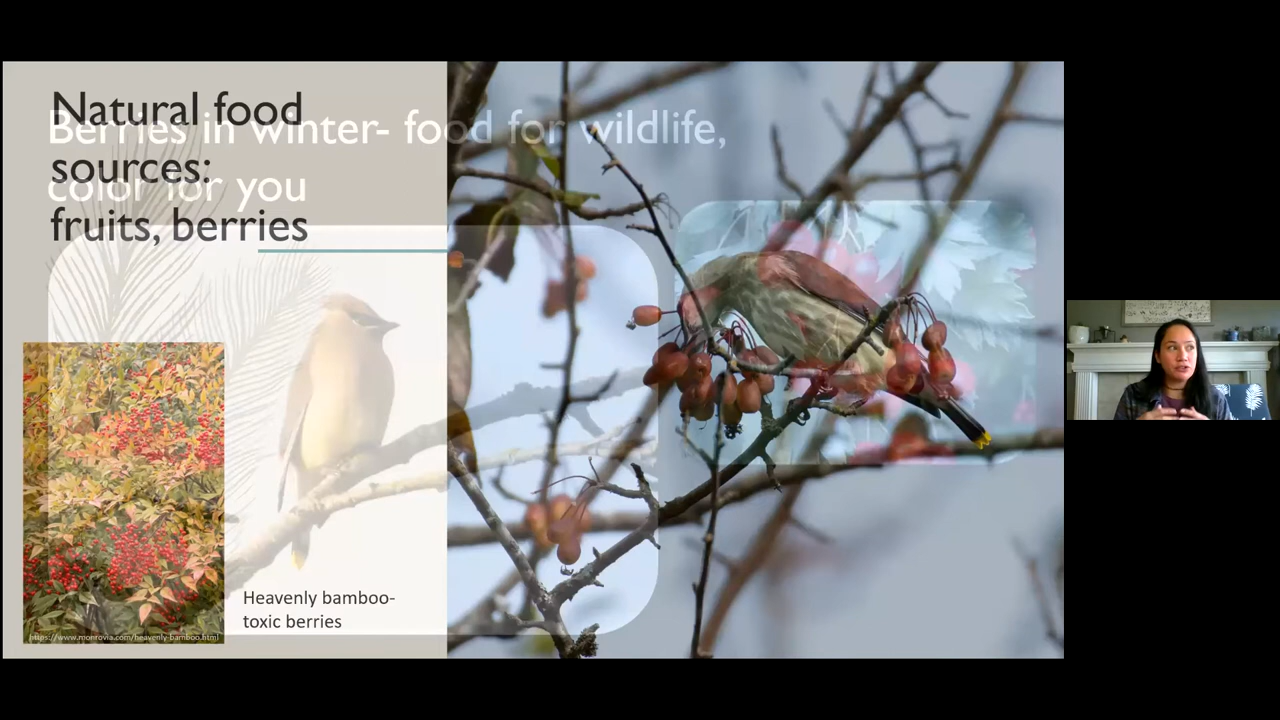 Natural food
sources:
fruits, berries
Berries in winter- food for wildlife,
color for you
Heavenly bamboo-
toxic berries
https://www.monrovia.com/heavenly-bamboo.html